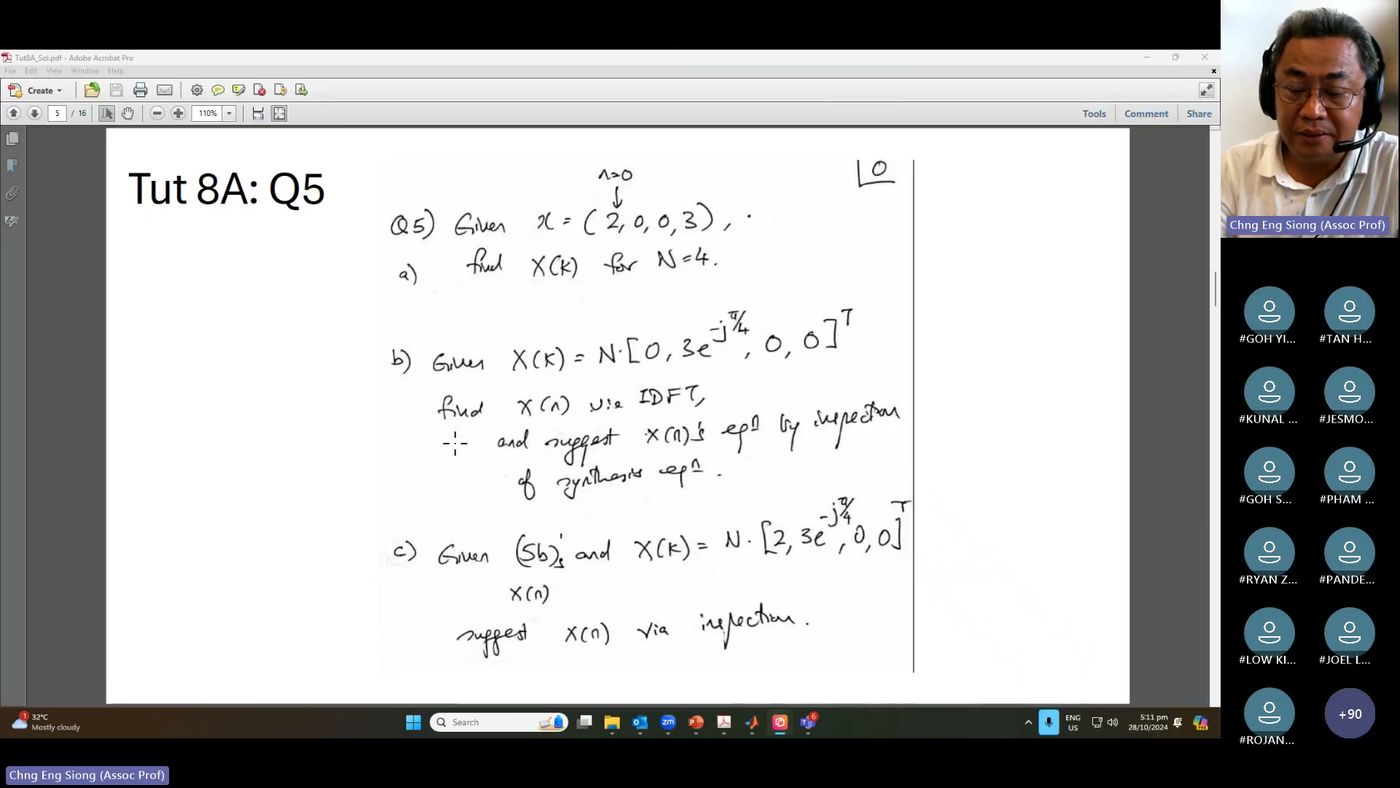 Tut8A_Sol.pdf - Adobe Acrobat Pro
File Edit View Window Help
Create
5 / 16
110%
Tools Comment Share
Tut 8A: Q5
n=0
↓
0
Q5) Given x = (2, 0, 0, 3), .
a) find X(k) for N=4.
b) Given X(k) = N·[0, 3e^{-jπ/4}, 0, 0]^T
find x(n) via IDFT,
and suggest x(n)'s eqn by inspection
of synthesis eqn.
c) Given (5b)'s and X(k) = N·[2, 3e^{-jπ/4}, 0, 0]^T
x(n)
suggest x(n) via inspection.
Chng Eng Siong (Assoc Prof)
#GOH YI...
#TAN H...
#KUNAL ...
#JESMO...
#GOH S...
#PHAM ...
#RYAN Z...
#PANDE...
#LOW KI...
#JOEL L...
#ROJAN...
+90
1
32°C
Mostly cloudy
Search
zm
6
ENG
US
5:11 pm
28/10/2024
Chng Eng Siong (Assoc Prof)